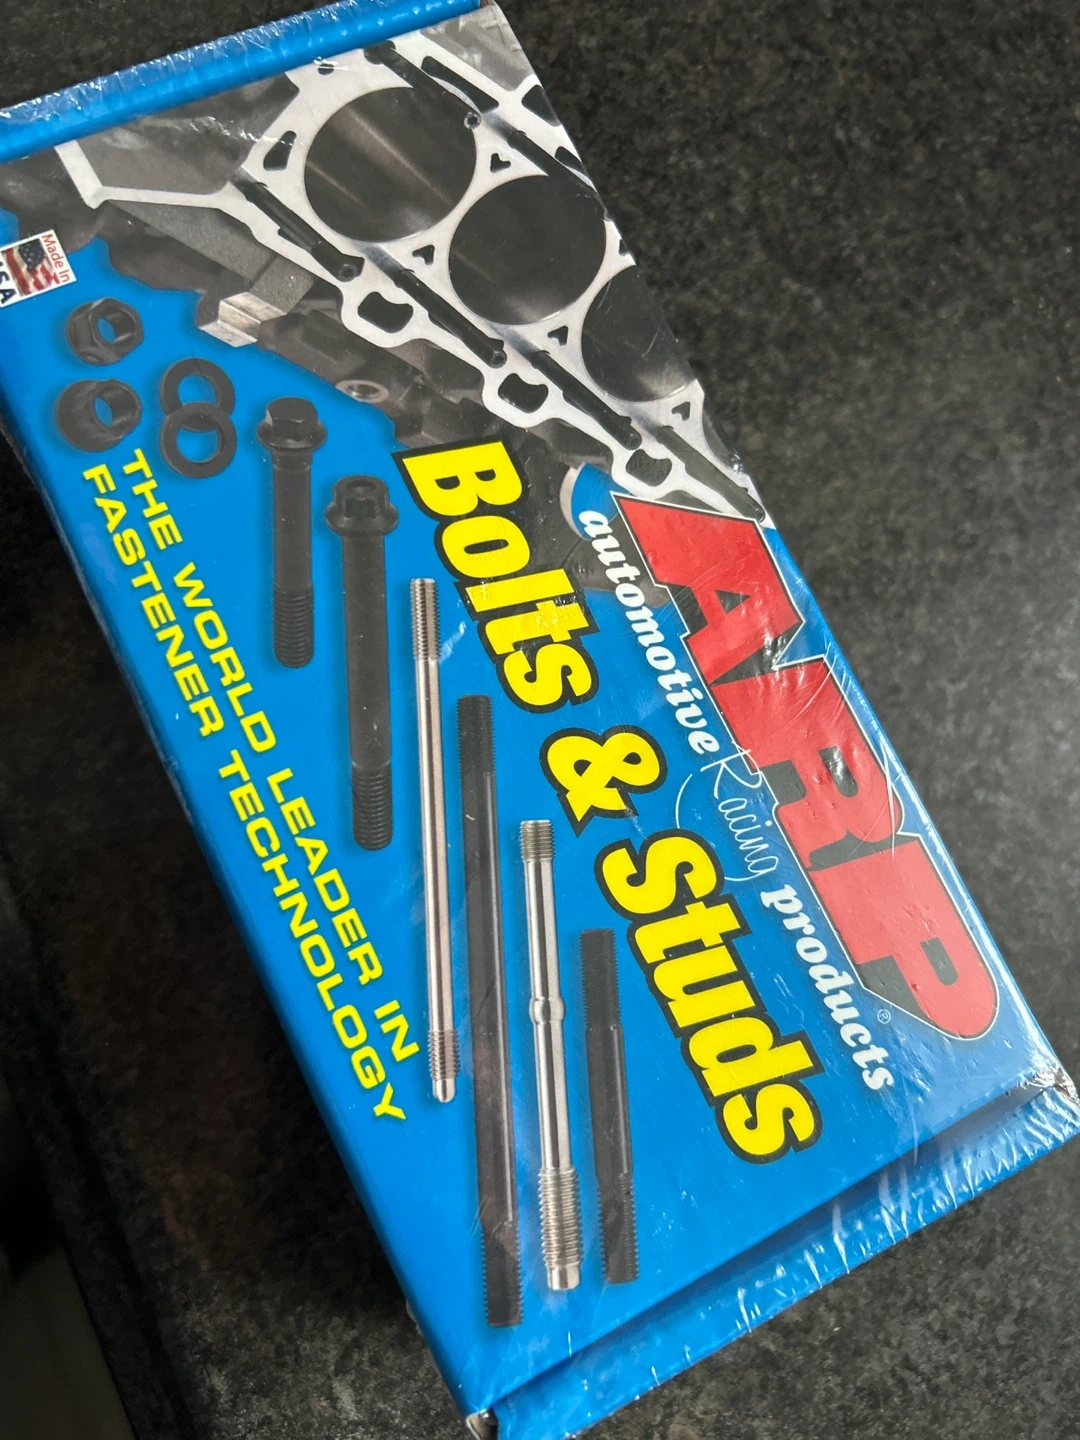 ARP
automotive Racing products®
Bolts & Studs
THE WORLD LEADER IN
FASTENER TECHNOLOGY
Made In
USA